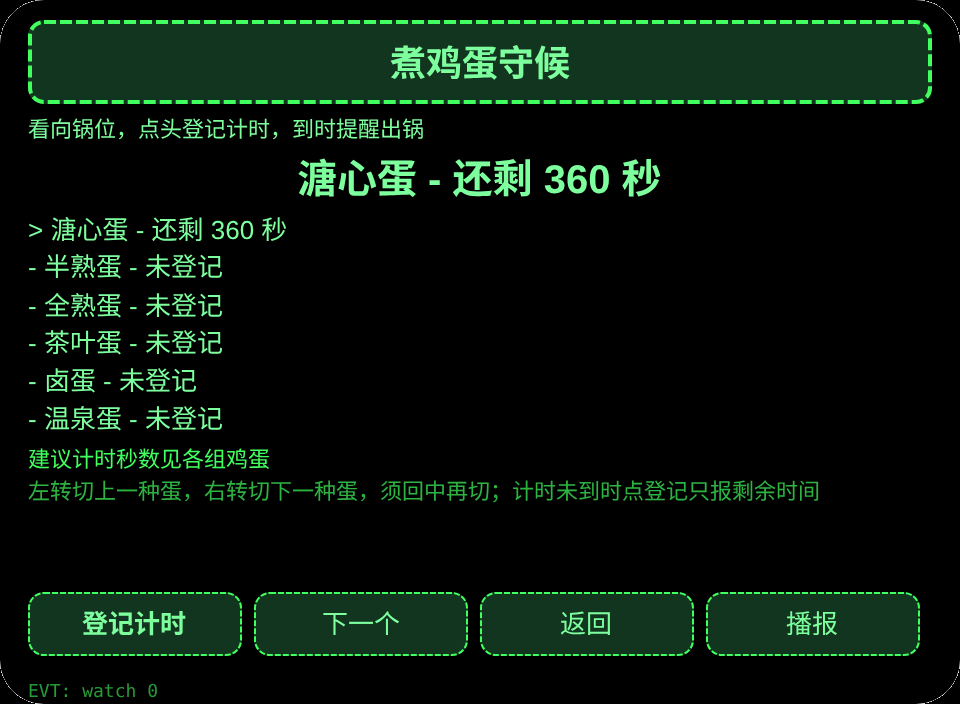 煮鸡蛋守候
看向锅位，点头登记计时，到时提醒出锅
溏心蛋 - 还剩 360 秒
> 溏心蛋 - 还剩 360 秒
- 半熟蛋 - 未登记
- 全熟蛋 - 未登记
- 茶叶蛋 - 未登记
- 卤蛋 - 未登记
- 温泉蛋 - 未登记
建议计时秒数见各组鸡蛋
左转切上一种蛋，右转切下一种蛋，须回中再切；计时未到时点登记只报剩余时间
登记计时
下一个
返回
播报
EVT: watch 0